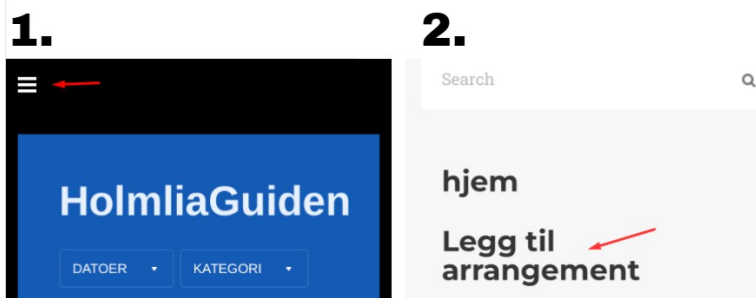 1.
HolmliaGuiden
DATOER
KATEGORI
2.
Search
hjem
Legg til
arrangement